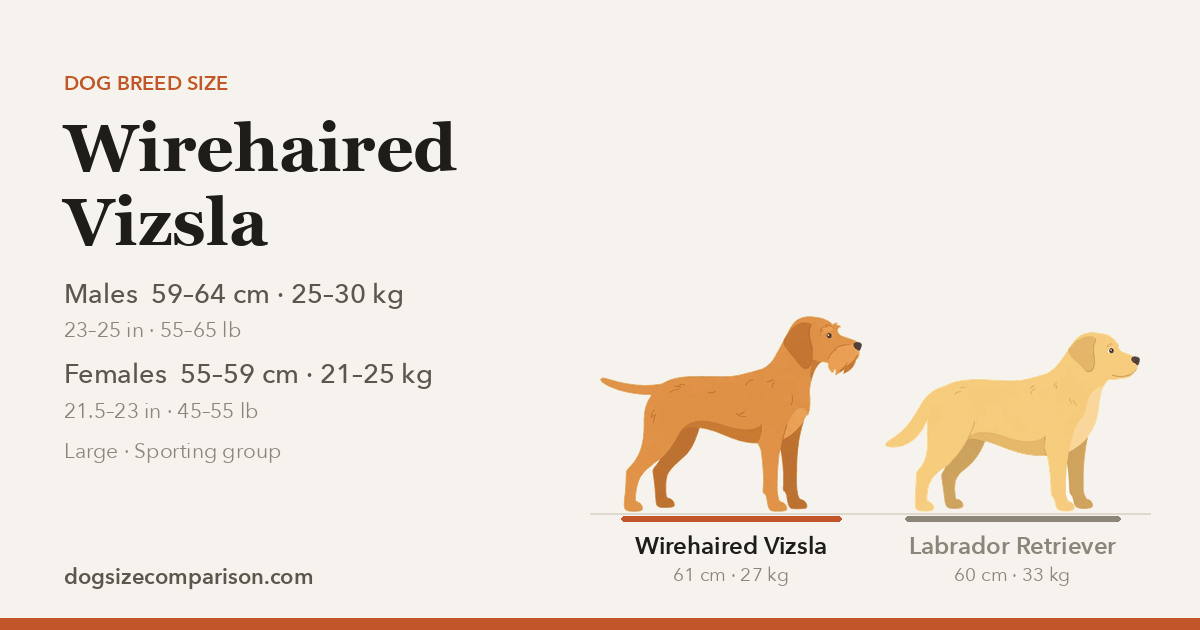 DOG BREED SIZE
Wirehaired
Vizsla
Males 59–64 cm · 25–30 kg
23–25 in · 55–65 lb
Females 55–59 cm · 21–25 kg
21.5–23 in · 45–55 lb
Large · Sporting group
Wirehaired Vizsla
61 cm · 27 kg
Labrador Retriever
60 cm · 33 kg
dogsizecomparison.com